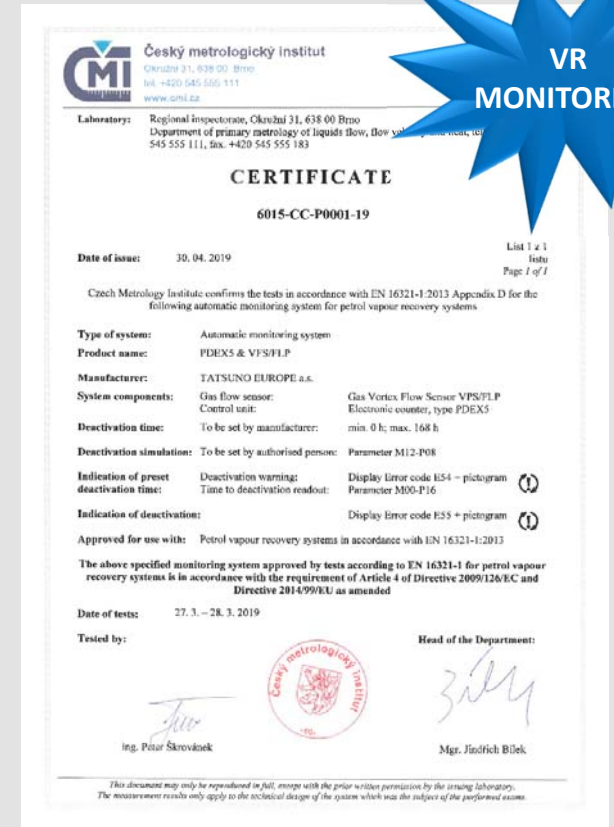 Český metrologický institut
Okružní 31, 638 00 Brno
tel. +420 545 555 111
www.cmi.cz
ČMI
VR
MONITORI
Laboratory: Regional inspectorate, Okružní 31, 638 00 Brno
Department of primary metrology of liquids flow, flow
545 555 111, fax. +420 545 555 183
CERTIFICATE
6015-CC-P0001-19
List 1 z 1
listu
Page 1 of 1
Date of issue: 30. 04. 2019
Czech Metrology Institute confirms the tests in accordance with EN 16321-1:2013 Appendix D for the
following automatic monitoring system for petrol vapour recovery systems
Type of system: Automatic monitoring system
Product name: PDEX5 & VFS/FLP
Manufacturer: TATSUNO EUROPE a.s.
System components: Gas flow sensor: Gas Vortex Flow Sensor VPS/FLP
Control unit: Electronic counter, type PDEX5
Deactivation time: To be set by manufacturer: min. 0 h; max. 168 h
Deactivation simulation: To be set by authorised person: Parameter M12-P08
Indication of preset Deactivation warning: Display Error code E54 – pictogram
deactivation time: Time to deactivation readout: Parameter M00-P16
Indication of deactivation: Display Error code E55 + pictogram
Approved for use with: Petrol vapour recovery systems in accordance with EN 16321-1:2013
The above specified monitoring system approved by tests according to EN 16321-1 for petrol vapour
recovery systems is in accordance with the requirement of Article 4 of Directive 2009/126/EC and
Directive 2014/99/EU as amended
Date of tests: 27. 3. – 28. 3. 2019
Tested by: Head of the Department:
Český metrologický institut
ing. Peter Škrovánek
Mgr. Jindřich Bílek
This document may only be reproduced in full, except with the prior written permission by the issuing laboratory.
The measurement results only apply to the technical design of the system which was the subject of the performed exams.